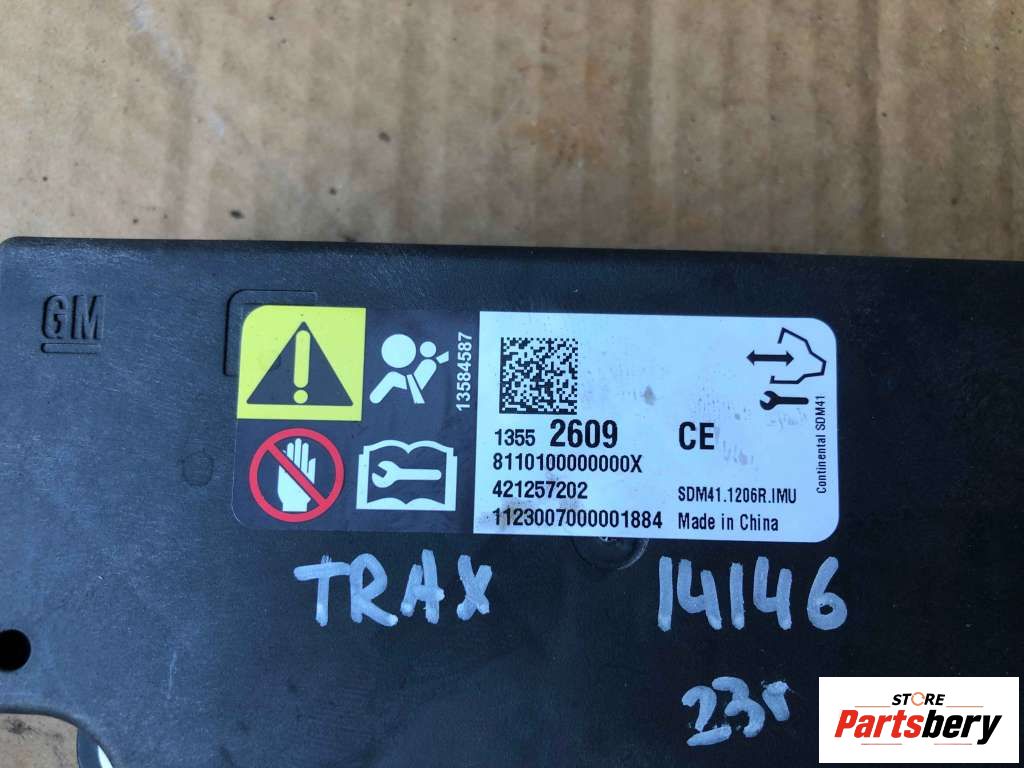 GM
13584587
1355 2609
CE
8110100000000X
421257202
SDM41.1206R.IMU
1123007000001884
Made in China
Continental SDM41
TRAX
14146
23r
STORE
Partsbery